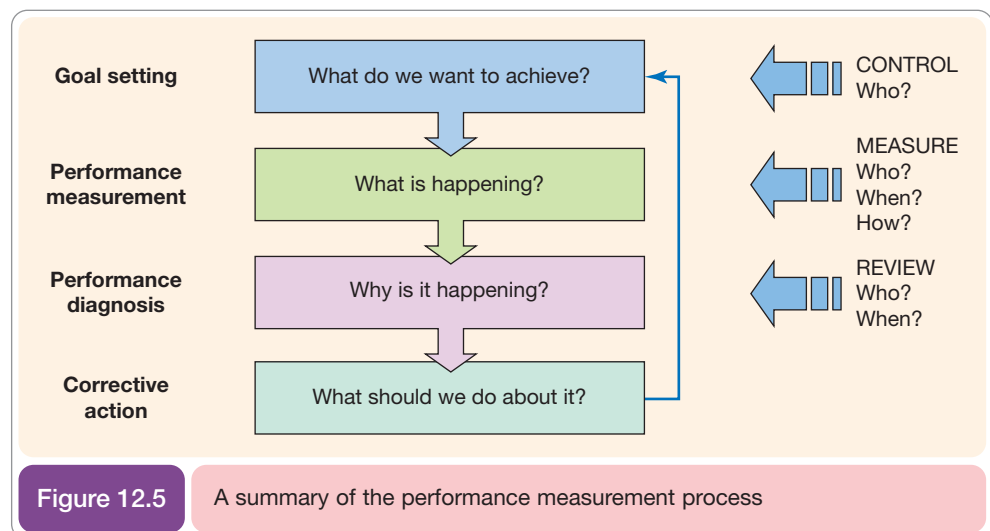 Goal setting
What do we want to achieve?
CONTROL
Who?
Performance
measurement
What is happening?
MEASURE
Who?
When?
How?
Performance
diagnosis
Why is it happening?
REVIEW
Who?
When?
Corrective
action
What should we do about it?
Figure 12.5
A summary of the performance measurement process